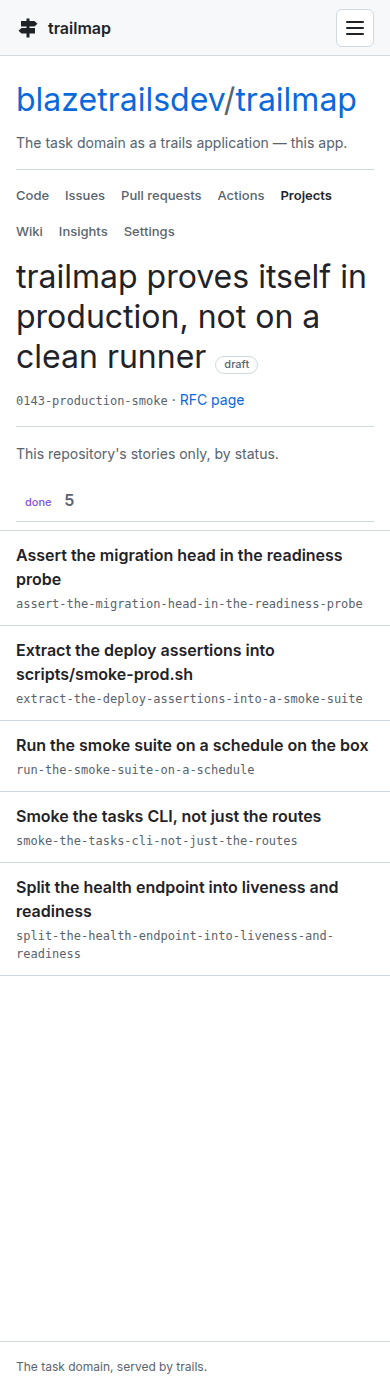 trailmap
blazetrailsdev/trailmap
The task domain as a trails application — this app.
Code Issues Pull requests Actions Projects
Wiki Insights Settings
trailmap proves itself in
production, not on a
clean runner draft
0143-production-smoke · RFC page
This repository's stories only, by status.
done 5
Assert the migration head in the readiness
probe
assert-the-migration-head-in-the-readiness-probe
Extract the deploy assertions into
scripts/smoke-prod.sh
extract-the-deploy-assertions-into-a-smoke-suite
Run the smoke suite on a schedule on the box
run-the-smoke-suite-on-a-schedule
Smoke the tasks CLI, not just the routes
smoke-the-tasks-cli-not-just-the-routes
Split the health endpoint into liveness and
readiness
split-the-health-endpoint-into-liveness-and-
readiness
The task domain, served by trails.